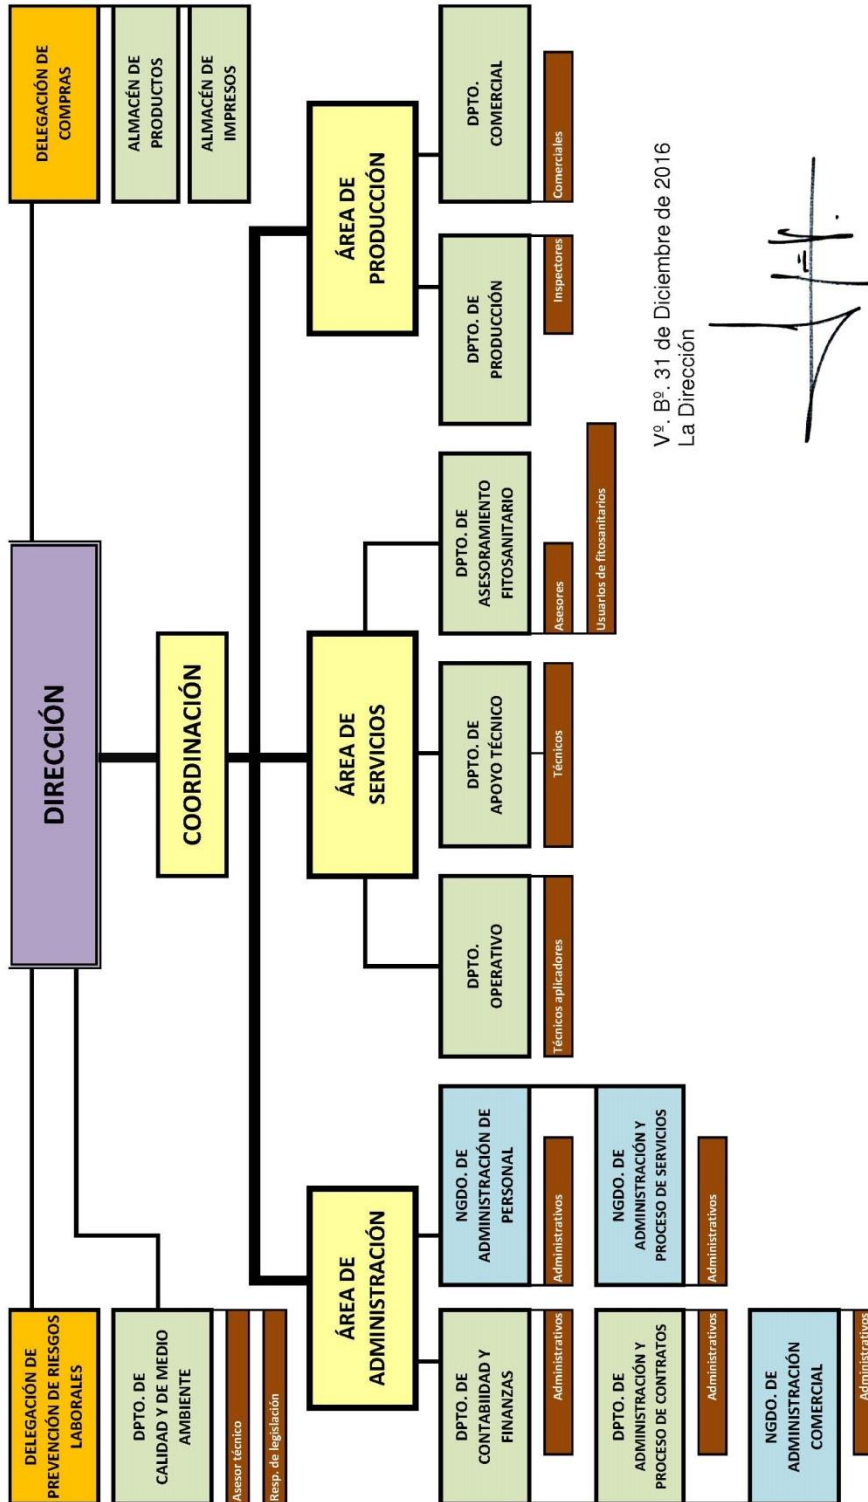 DELEGACIÓN DE
PREVENCIÓN DE RIESGOS
LABORALES
DIRECCIÓN
DELEGACIÓN DE
COMPRAS
DPTO. DE
CALIDAD Y DE MEDIO
AMBIENTE
Asesor técnico
Resp. de legislación
ALMACÉN DE
PRODUCTOS
ALMACÉN DE
IMPRESOS
COORDINACIÓN
ÁREA DE
ADMINISTRACIÓN
ÁREA DE
SERVICIOS
ÁREA DE
PRODUCCIÓN
DPTO. DE
CONTABIIDAD Y
FINANZAS
Administrativos
NGDO. DE
ADMINISTRACIÓN DE
PERSONAL
Administrativos
DPTO.
OPERATIVO
Técnicos aplicadores
DPTO. DE
APOYO TÉCNICO
Técnicos
DPTO. DE
ASESORAMIENTO
FITOSANITARIO
Asesores
Usuarios de fitosanitarios
DPTO. DE
PRODUCCIÓN
Inspectores
DPTO.
COMERCIAL
Comerciales
DPTO. DE
ADMINISTRACIÓN Y
PROCESO DE CONTRATOS
Administrativos
NGDO. DE
ADMINISTRACIÓN Y
PROCESO DE SERVICIOS
Administrativos
NGDO. DE
ADMINISTRACIÓN
COMERCIAL
Administrativos
Vº. Bº. 31 de Diciembre de 2016
La Dirección